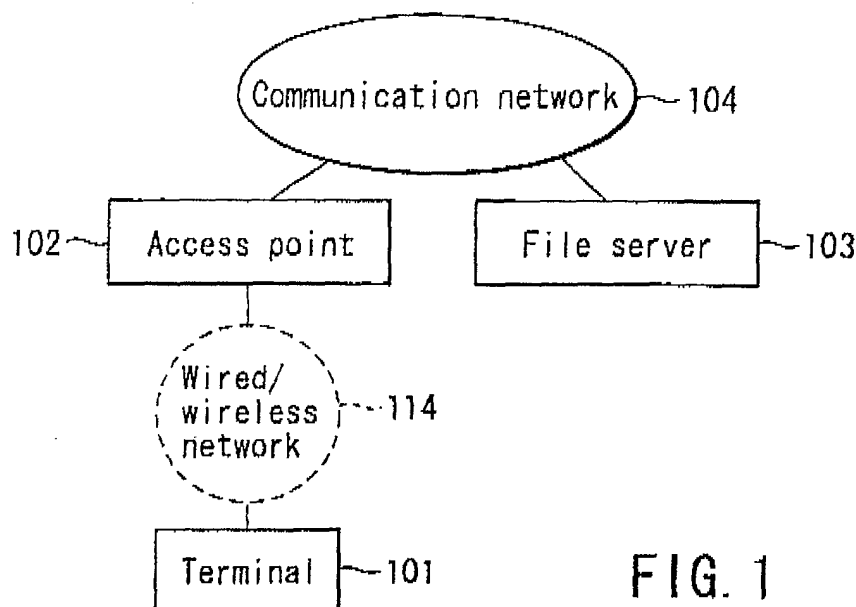 Communication network
104
102
Access point
File server
103
Wired/
wireless
network
114
Terminal
101
FIG. 1